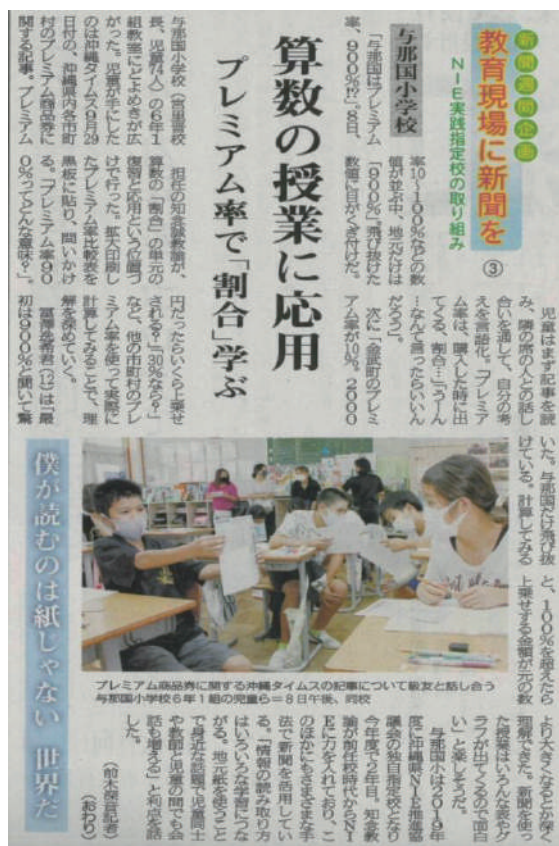 新聞週間企画
教育現場に新聞を
NIE実践指定校の取り組み
③
与那国小学校
算数の授業に応用
プレミアム率で「割合」学ぶ
「与那国はプレミアム
率、900%!?」。8日、
与那国小学校(宮里晋校
長、児童74人)の6年1
組教室にどよめきが広
がった。児童が手にした
のは沖縄タイムス9月29
日付の、沖縄県内各市町
村のプレミアム商品券に
関する記事。プレミアム
率10〜100%などの数
値が並ぶ中、地元だけは
「900%」。飛び抜けた
数値に目がくぎ付けだ。
担任の知念誠教諭が、
算数の「割合」の単元の
復習と応用という位置づ
けで行った。拡大印刷し
たプレミアム率比較表を
黒板に貼り、問いかけ
る。「プレミアム率90
0%ってどんな意味?」。
児童はまず記事を読
み、隣の席の人との話し
合いを通して、自分の考
えを言語化。「プレミア
ム率は、購入した時に出
てくる、割合…」「うーん
…なんて言ったらいいん
だろう」。
次に「金武町のプレミ
アム率が10%。2000
円だったらいくら上乗せ
される?」「30%なら?」
など、他の市町村のプレ
ミアム率を使って実際に
計算してみることで、理
解を深めていく。
君(12)は「最
初は900%と聞いて驚
いた。与那国だけ飛び抜
けている。計算してみる
と、100%を超えたら
上乗せする金額が元の数
より大きくなるとか深く
理解できた。新聞を使っ
た授業はいろんな表やグ
ラフが出てくるので面白
い」と楽しそうだ。
与那国小は2019年
度に沖縄県NIE推進協
議会の独自指定校となり
今年度で2年目。知念教
諭が前任校時代からNI
Eに力を入れており、こ
のほかにもさまざまな手
法で新聞を活用してい
る。「情報の読み取り方
はいろいろな学習につな
がる。地元紙を使うこと
で身近な話題で児童同士
や教師と児童の間でも会
話も増える」と利点を話
した。
(前木深音記者)
(おわり)
プレミアム商品券に関する沖縄タイムスの記事について級友と話し合う
与那国小学校6年1組の児童ら=8日午後、同校
僕が読むのは紙じゃない 世界だ